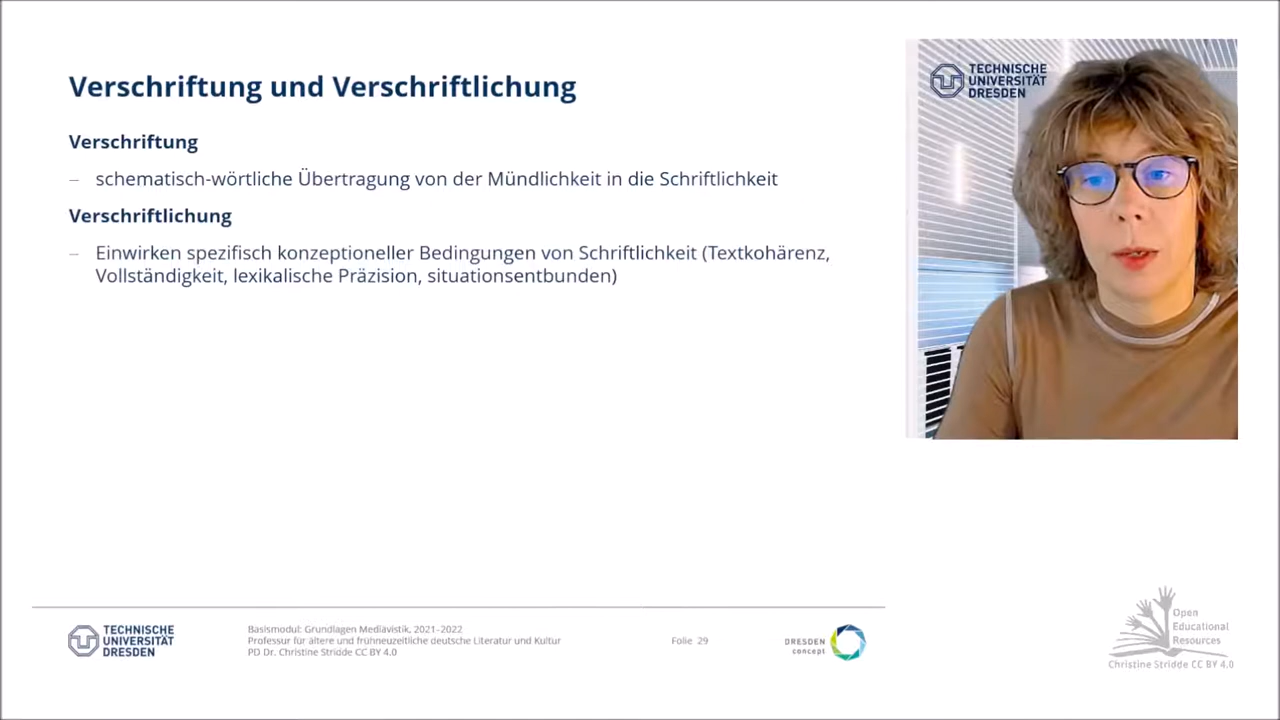 Verschriftung und Verschriftlichung
Verschriftung
– schematisch-wörtliche Übertragung von der Mündlichkeit in die Schriftlichkeit
Verschriftlichung
– Einwirken spezifisch konzeptioneller Bedingungen von Schriftlichkeit (Textkohärenz,
Vollständigkeit, lexikalische Präzision, situationsentbunden)
TECHNISCHE
UNIVERSITÄT
DRESDEN
TECHNISCHE
UNIVERSITÄT
DRESDEN
Basismodul: Grundlagen Mediävistik, 2021-2022
Professur für ältere und frühneuzeitliche deutsche Literatur und Kultur
PD Dr. Christine Stridde CC BY 4.0
Folie 29
DRESDEN
concept
Open
Educational
Resources
Christine Stridde CC BY 4.0